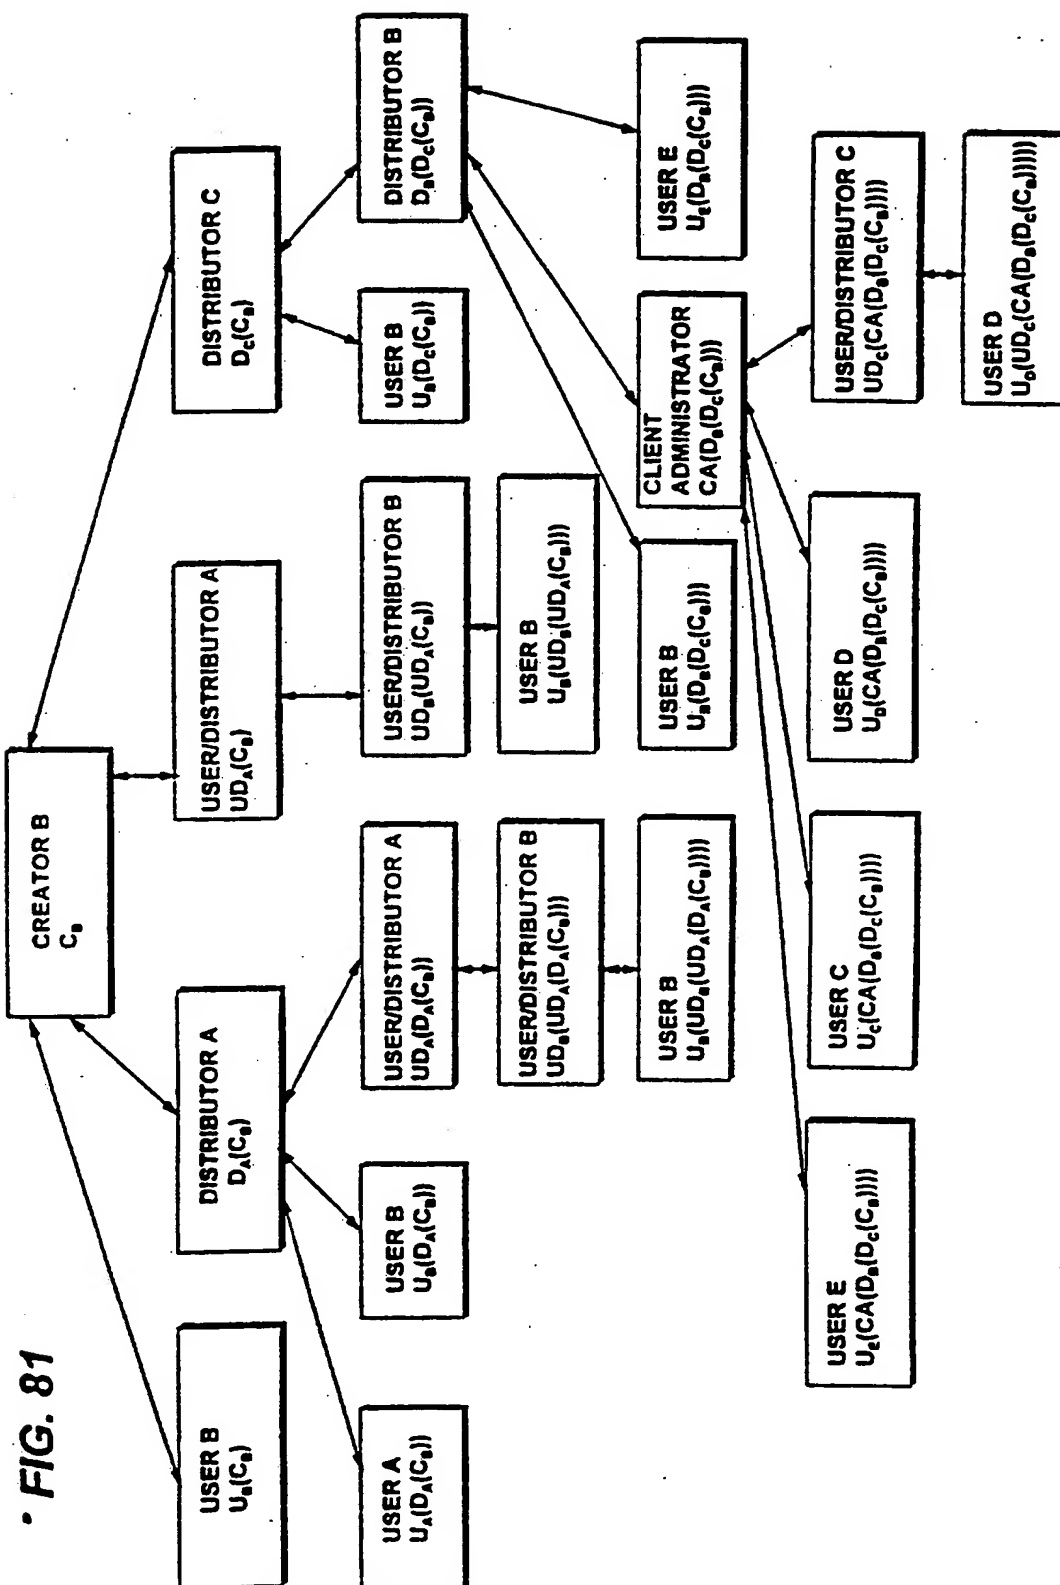 FIG. 81
CREATOR B
C_B
USER B
U_B(C_B)
DISTRIBUTOR A
D_A(C_B)
USER/DISTRIBUTOR A
UD_A(C_B)
DISTRIBUTOR C
D_C(C_B)
USER A
U_A(D_A(C_B))
USER B
U_B(D_A(C_B))
USER/DISTRIBUTOR A
UD_A(D_A(C_B))
USER/DISTRIBUTOR B
UD_B(UD_A(C_B))
USER B
U_B(D_C(C_B))
DISTRIBUTOR B
D_B(D_C(C_B))
USER/DISTRIBUTOR B
UD_B(UD_A(D_A(C_B)))
USER B
U_B(UD_B(UD_A(C_B)))
USER B
U_B(UD_B(UD_A(D_A(C_B))))
USER B
U_B(D_B(D_C(C_B)))
CLIENT
ADMINISTRATOR
CA(D_B(D_C(C_B)))
USER E
U_E(D_B(D_C(C_B)))
USER E
U_E(CA(D_B(D_C(C_B))))
USER C
U_C(CA(D_B(D_C(C_B))))
USER D
U_D(CA(D_B(D_C(C_B))))
USER/DISTRIBUTOR C
UD_C(CA(D_B(D_C(C_B))))
USER D
U_D(UD_C(CA(D_B(D_C(C_B)))))